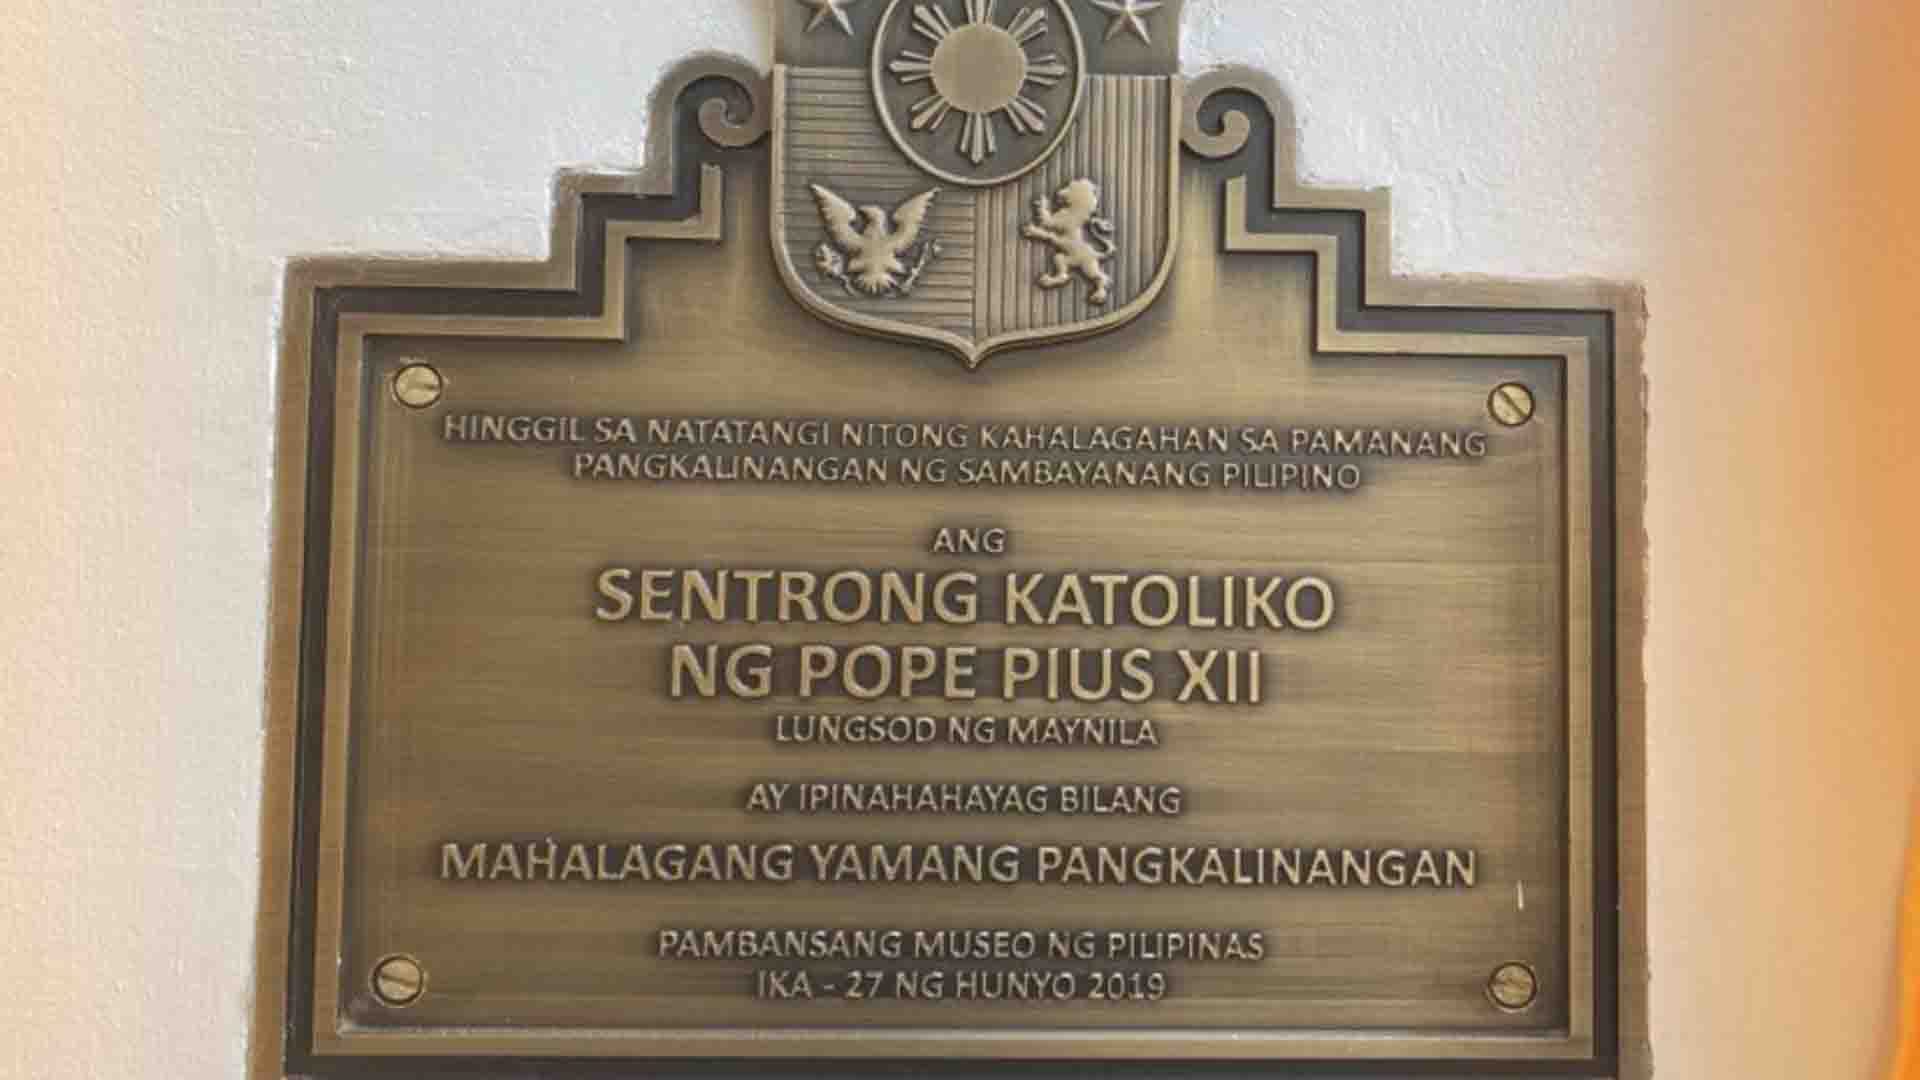 HINGGIL SA NATATANGI NITONG KAHALAGAHAN SA PAMANANG
PANGKALINANGAN NG SAMBAYANANG PILIPINO
ANG
SENTRONG KATOLIKO
NG POPE PIUS XII
LUNGSOD NG MAYNILA
AY IPINAHAHAYAG BILANG
MAHALAGANG YAMANG PANGKALINANGAN
PAMBANSANG MUSEO NG PILIPINAS
IKA - 27 NG HUNYO 2019